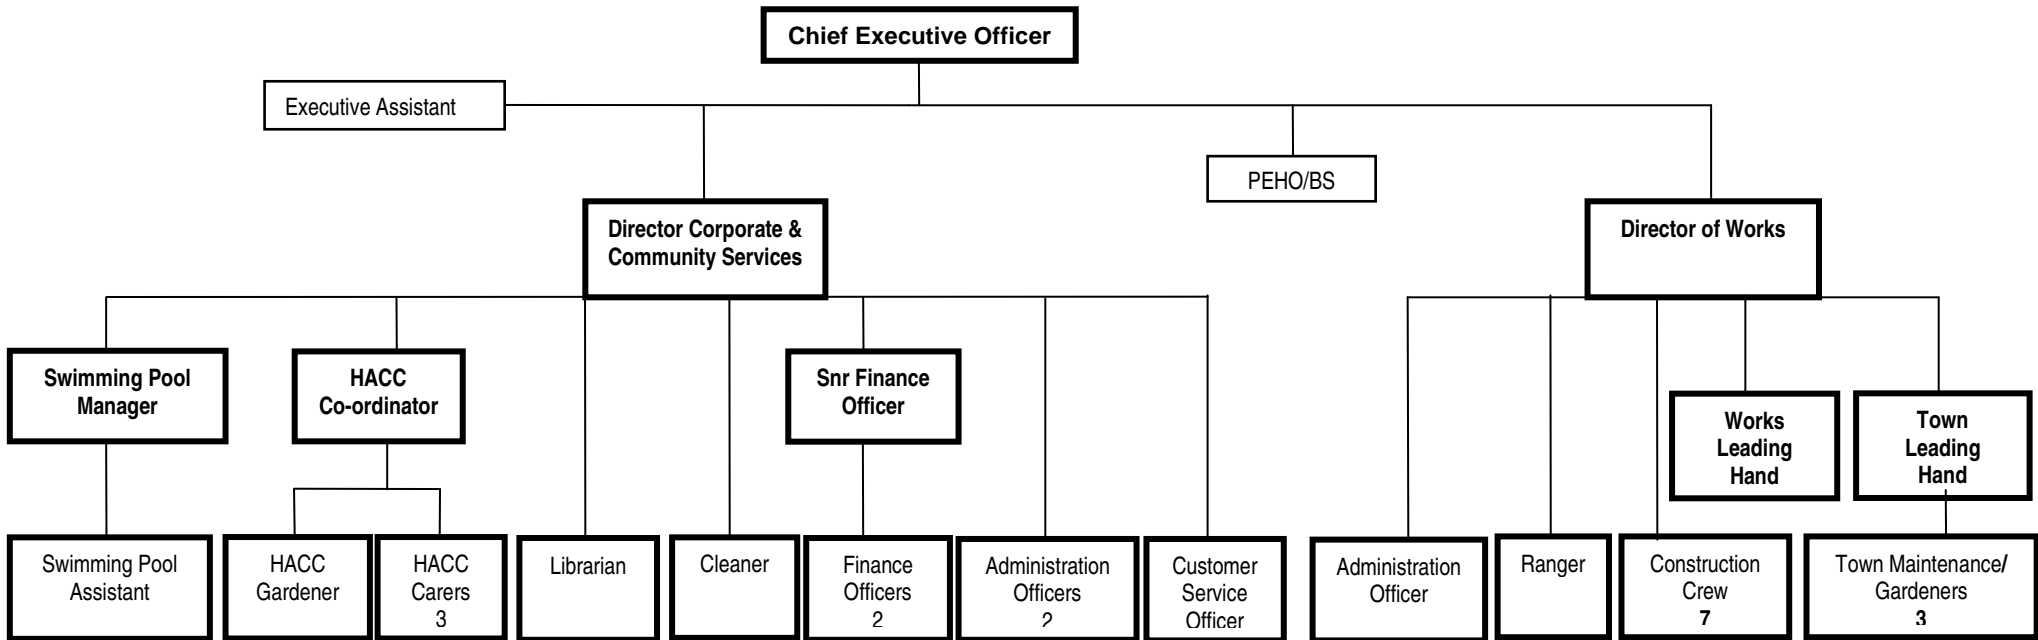 Chief Executive Officer
Executive Assistant
PEHO/BS
Director Corporate &
Community Services
Director of Works
Swimming Pool
Manager
HACC
Co-ordinator
Snr Finance
Officer
Works
Leading
Hand
Town
Leading
Hand
Swimming Pool
Assistant
HACC
Gardener
HACC
Carers
3
Librarian
Cleaner
Finance
Officers
2
Administration
Officers
2
Customer
Service
Officer
Administration
Officer
Ranger
Construction
Crew
7
Town Maintenance/
Gardeners
3